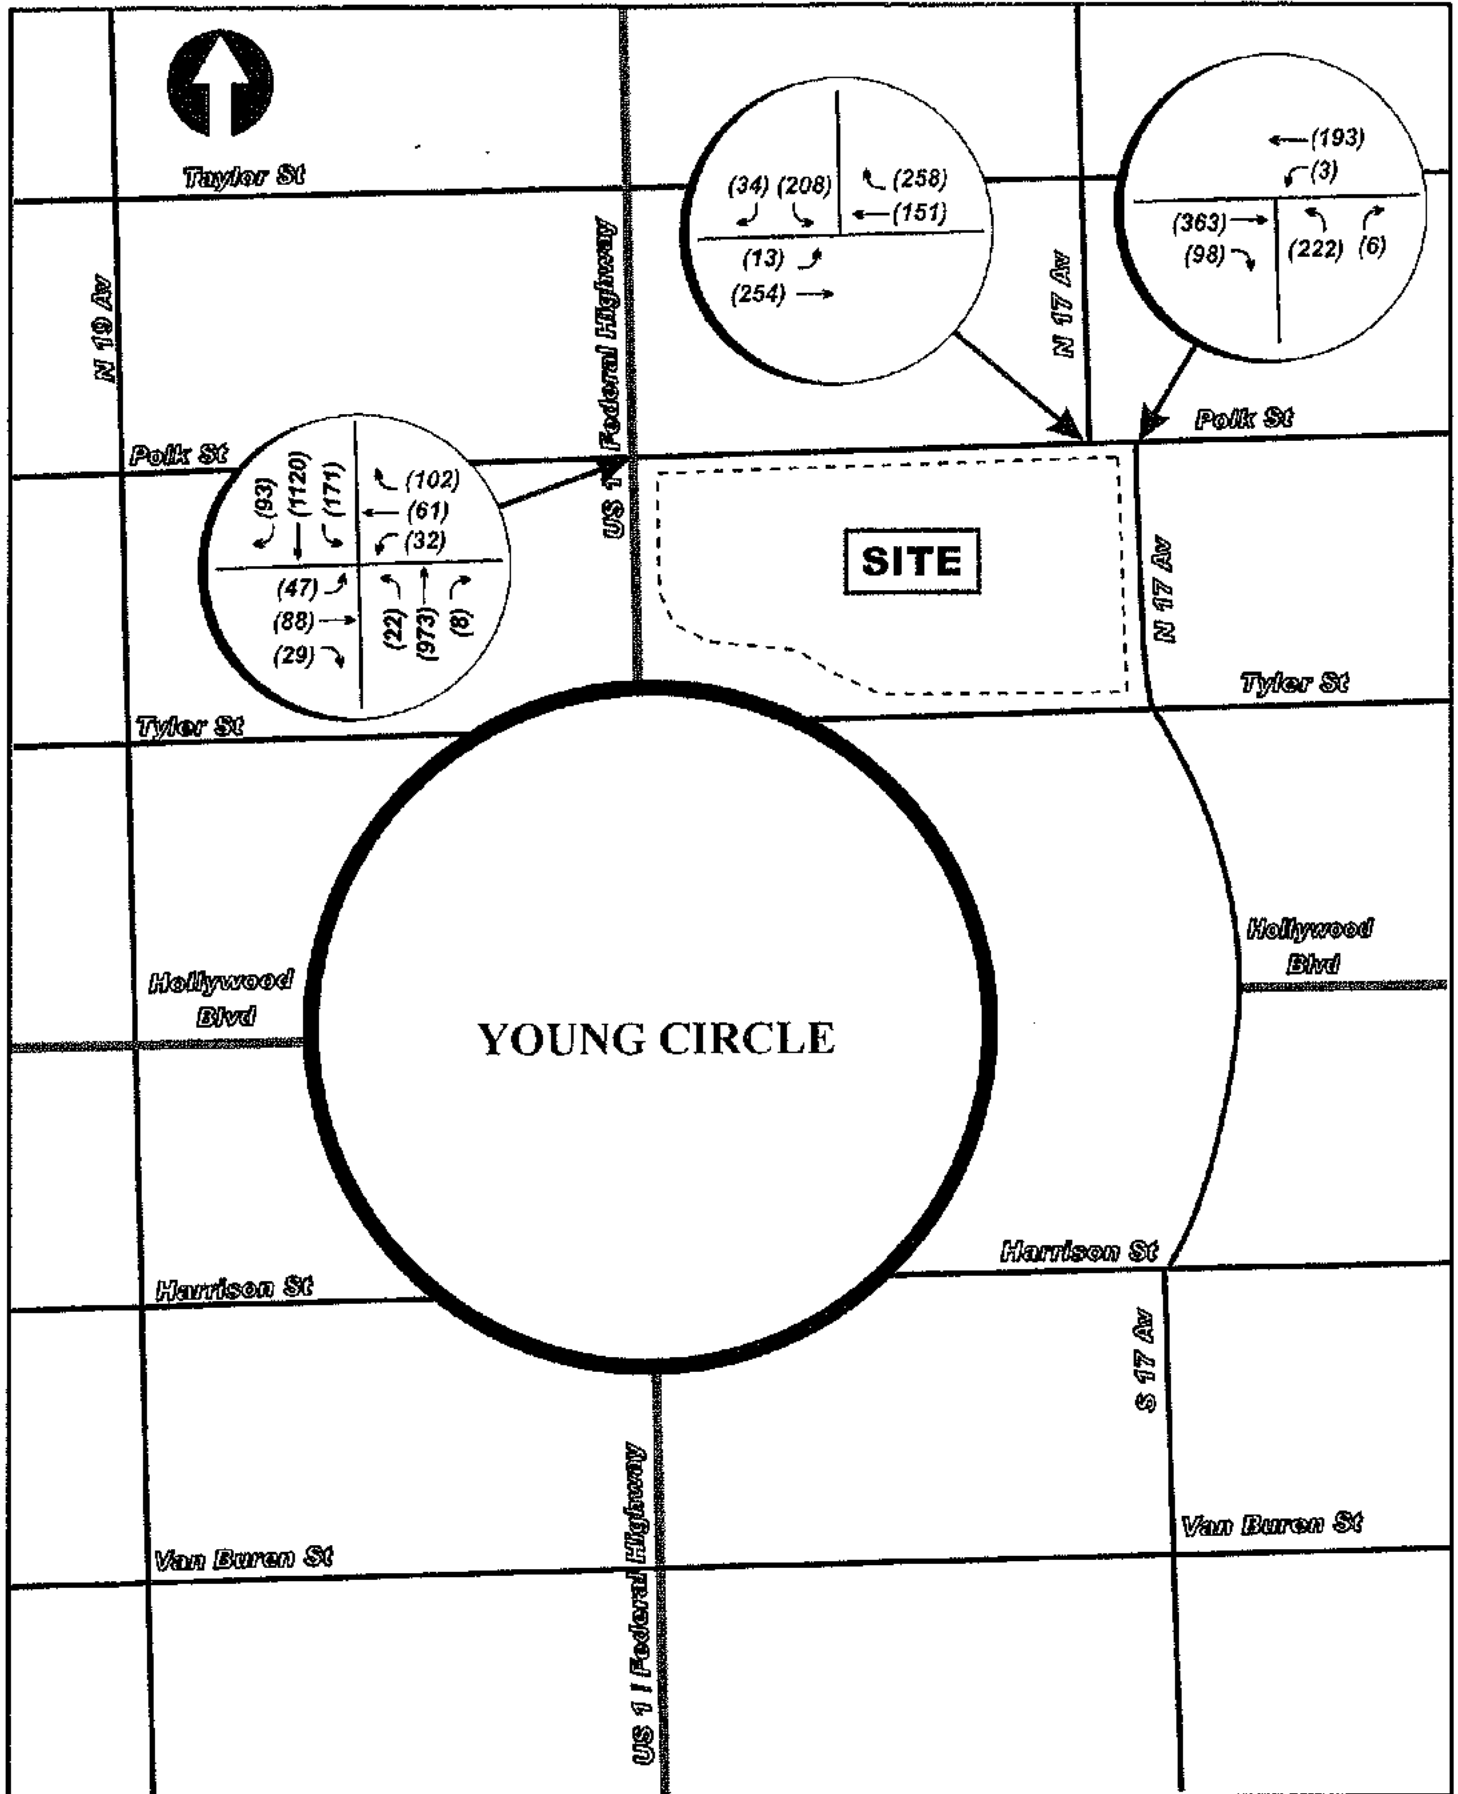 Taylor St
N 19 Av
US 1 | Federal Highway
N 17 Av
(34) (208)
(258)
(151)
(13)
(254)
(193)
(3)
(363)
(98)
(222) (6)
Polk St
Polk St
(93)
(1120)
(171)
(102)
(61)
(32)
(47)
(88)
(29)
(22)
(973)
(8)
SITE
N 17 Av
Tyler St
Tyler St
Hollywood
Blvd
Hollywood
Blvd
YOUNG CIRCLE
Harrison St
Harrison St
S 17 Av
Van Buren St
Van Buren St
US 1 | Federal Highway